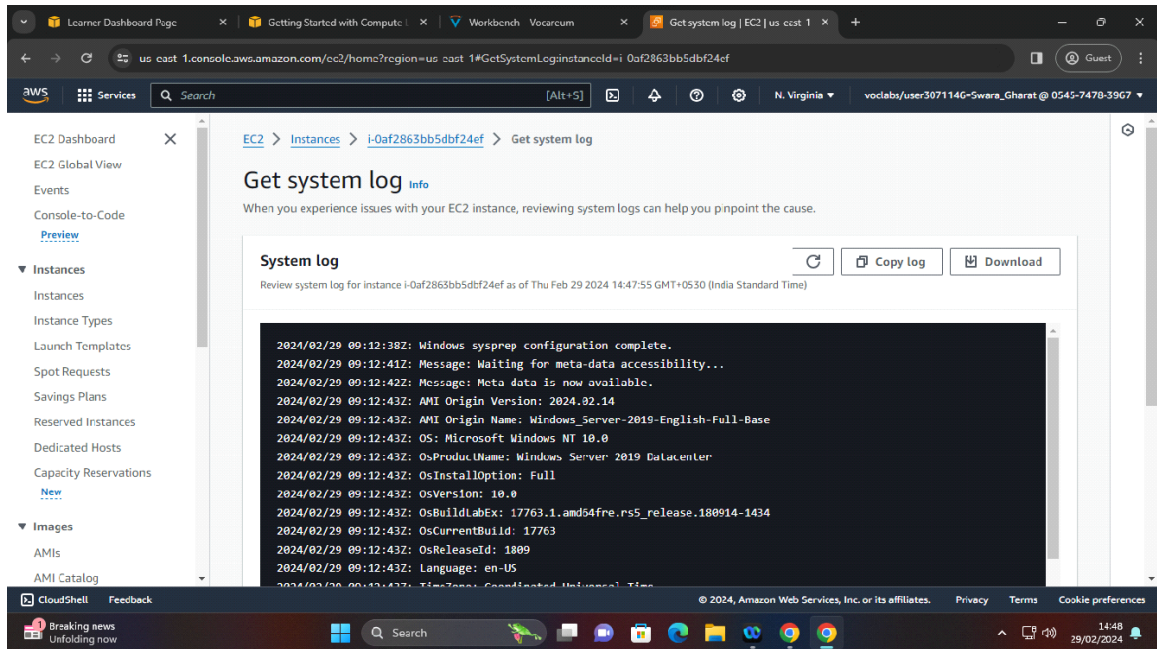 Learner Dashboard Page
Getting Started with Compute
Workbench - Vocareum
Get system log | EC2 | us-east-1
us-east-1.console.aws.amazon.com/ec2/home?region=us-east-1#GetSystemLog:instanceId=i-0af2863bb5dbf24ef
Guest
aws
Services
Search
[Alt+S]
N. Virginia
voclabs/user3071146=Swara_Gharat @ 0545-7478-3967
EC2 Dashboard
EC2 Global View
Events
Console-to-Code
Preview
Instances
Instances
Instance Types
Launch Templates
Spot Requests
Savings Plans
Reserved Instances
Dedicated Hosts
Capacity Reservations
New
Images
AMIs
AMI Catalog
EC2 > Instances > i-0af2863bb5dbf24ef > Get system log
Get system log Info
When you experience issues with your EC2 instance, reviewing system logs can help you pinpoint the cause.
System log
Copy log
Download
Review system log for instance i-0af2863bb5dbf24ef as of Thu Feb 29 2024 14:47:55 GMT+0530 (India Standard Time)
2024/02/29 09:12:38Z: Windows sysprep configuration complete.
2024/02/29 09:12:41Z: Message: Waiting for meta-data accessibility...
2024/02/29 09:12:42Z: Message: Meta data is now available.
2024/02/29 09:12:43Z: AMI Origin Version: 2024.02.14
2024/02/29 09:12:43Z: AMI Origin Name: Windows_Server-2019-English-Full-Base
2024/02/29 09:12:43Z: OS: Microsoft Windows NT 10.0
2024/02/29 09:12:43Z: OsProductName: Windows Server 2019 Datacenter
2024/02/29 09:12:43Z: OsInstallOption: Full
2024/02/29 09:12:43Z: OsVersion: 10.0
2024/02/29 09:12:43Z: OsBuildLabEx: 17763.1.amd64fre.rs5_release.180914-1434
2024/02/29 09:12:43Z: OsCurrentBuild: 17763
2024/02/29 09:12:43Z: OsReleaseId: 1809
2024/02/29 09:12:43Z: Language: en-US
2024/02/29 09:12:43Z: TimeZone: Coordinated Universal Time
CloudShell
Feedback
© 2024, Amazon Web Services, Inc. or its affiliates.
Privacy
Terms
Cookie preferences
1
Breaking news
Unfolding now
Search
14:48
29/02/2024